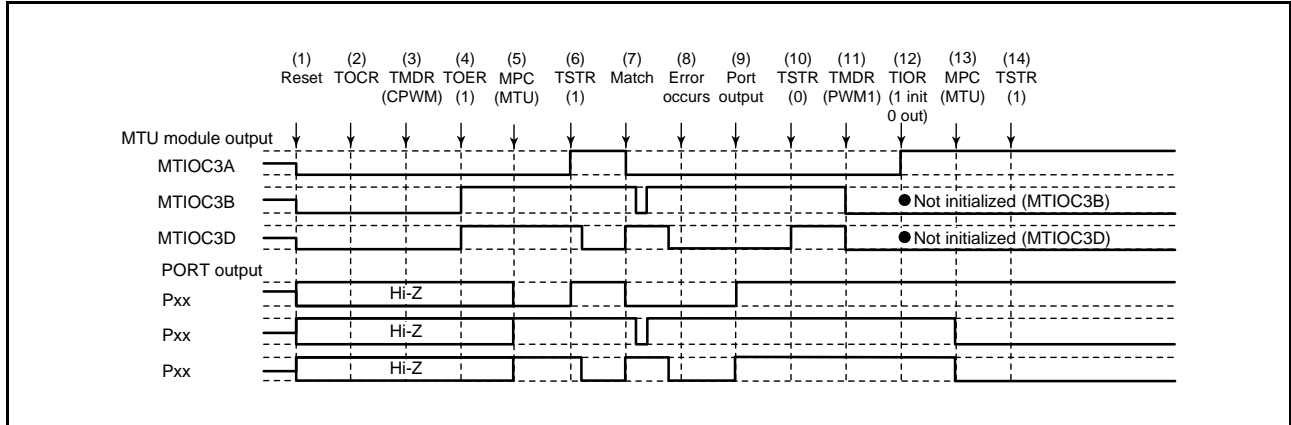 (1) (2) (3) (4) (5) (6) (7) (8) (9) (10) (11) (12) (13) (14)
Reset TOCR TMDR TOER MPC TSTR Match Error Port TSTR TMDR TIOR MPC TSTR
(CPWM) (1) (MTU) (1) occurs output (0) (PWM1) (1 init (MTU) (1)
0 out)
MTU module output
MTIOC3A
MTIOC3B ●Not initialized (MTIOC3B)
MTIOC3D ●Not initialized (MTIOC3D)
PORT output
Pxx Hi-Z
Pxx Hi-Z
Pxx Hi-Z